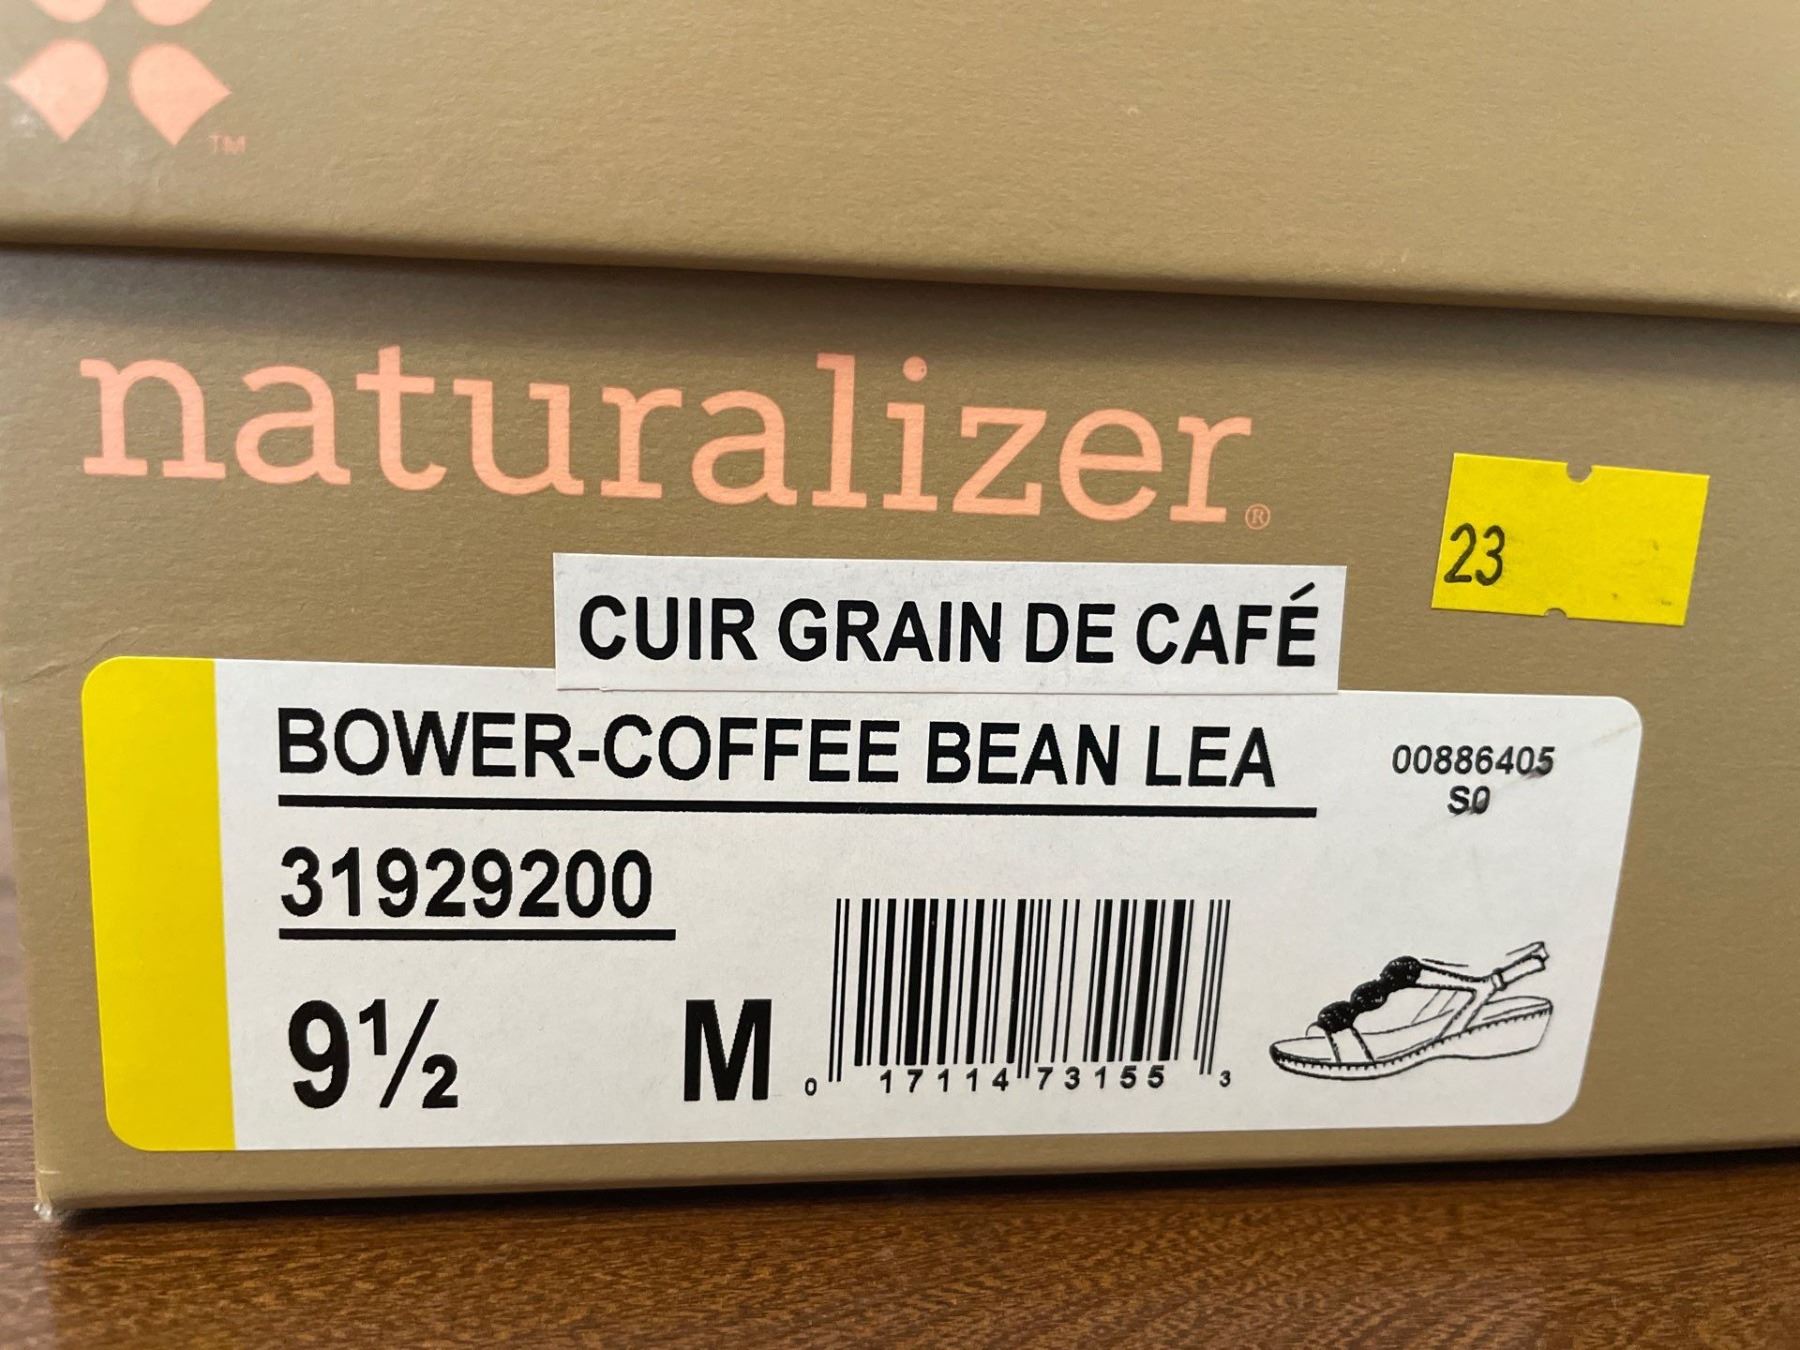 TM
naturalizer®
23
CUIR GRAIN DE CAFÉ
BOWER-COFFEE BEAN LEA
00886405
S0
31929200
9½ M
0 17114 73155 3